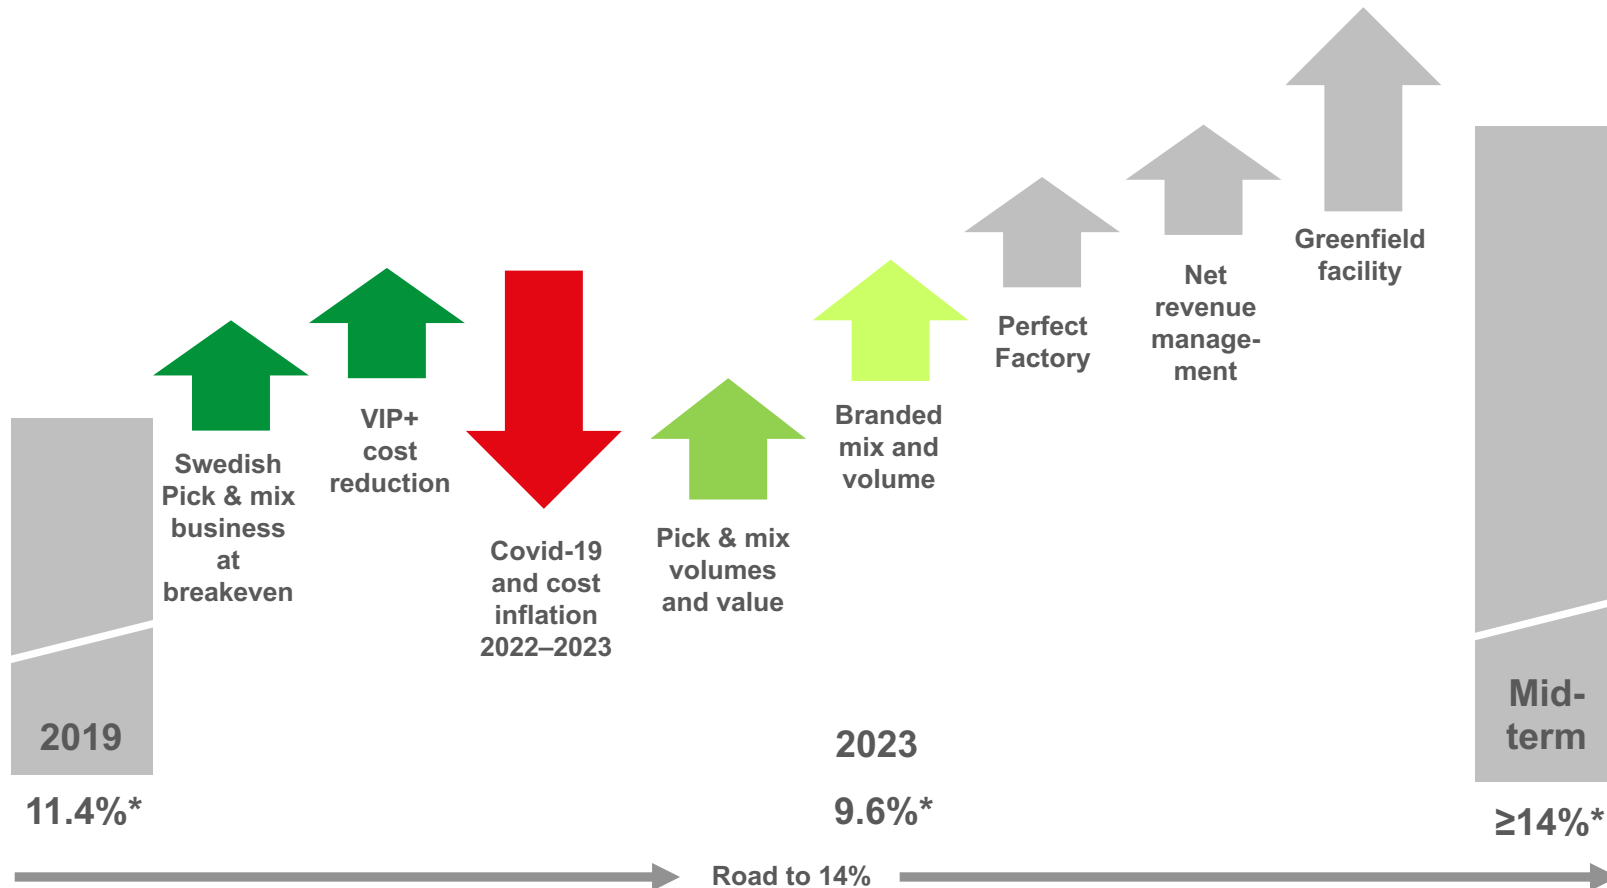 Swedish
Pick & mix
business
at
breakeven
VIP+
cost
reduction
Covid-19
and cost
inflation
2022–2023
Pick & mix
volumes
and value
Branded
mix and
volume
Perfect
Factory
Net
revenue
manage-
ment
Greenfield
facility
2019
11.4%*
2023
9.6%*
Mid-
term
≥14%*
Road to 14%